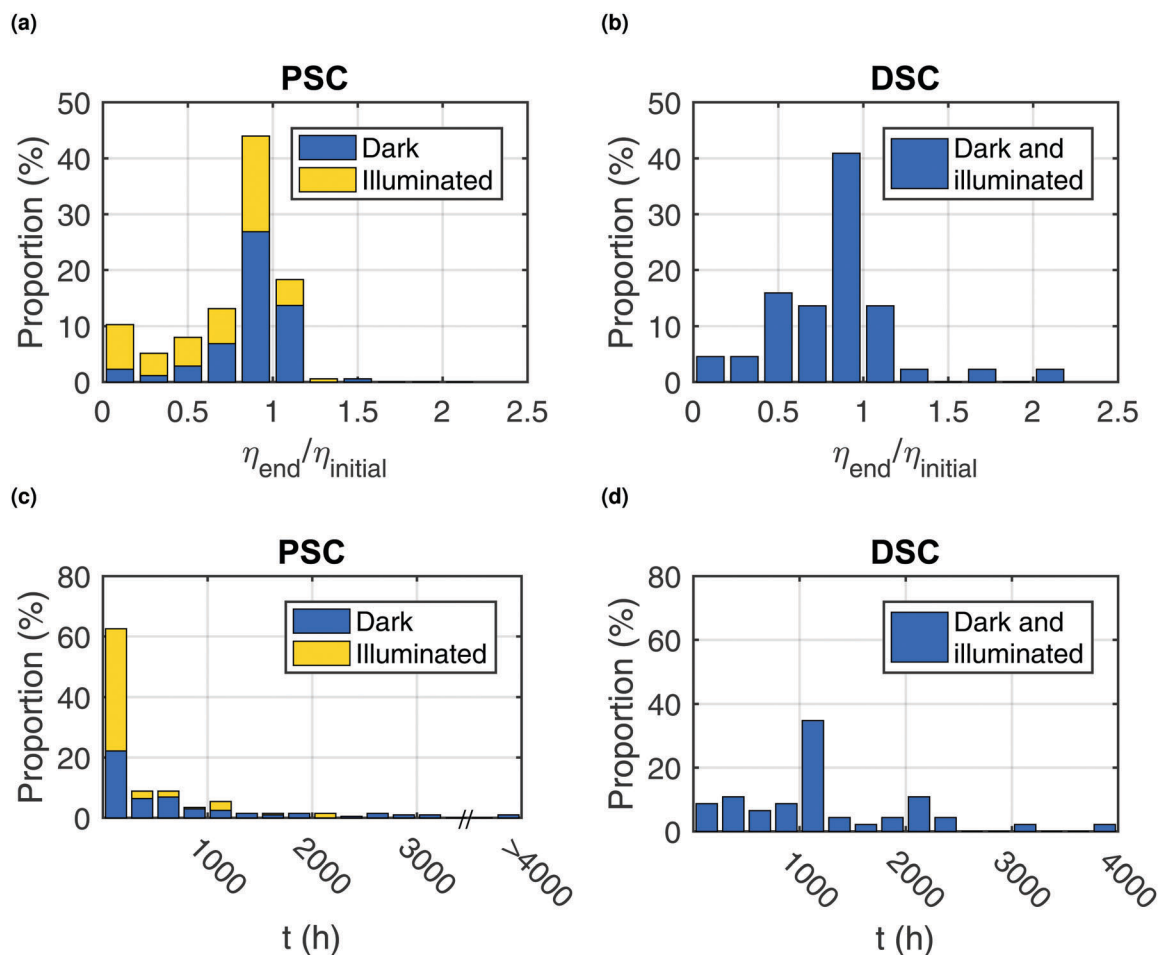 (a)
PSC
Proportion (%)
50
40
30
20
10
0
Dark
Illuminated
0 0.5 1 1.5 2 2.5
ηend/ηinitial
(b)
DSC
Proportion (%)
50
40
30
20
10
0
Dark and
illuminated
0 0.5 1 1.5 2 2.5
ηend/ηinitial
(c)
PSC
Proportion (%)
80
60
40
20
0
Dark
Illuminated
1000 2000 3000 // >4000
t (h)
(d)
DSC
Proportion (%)
80
60
40
20
0
Dark and
illuminated
1000 2000 3000 4000
t (h)